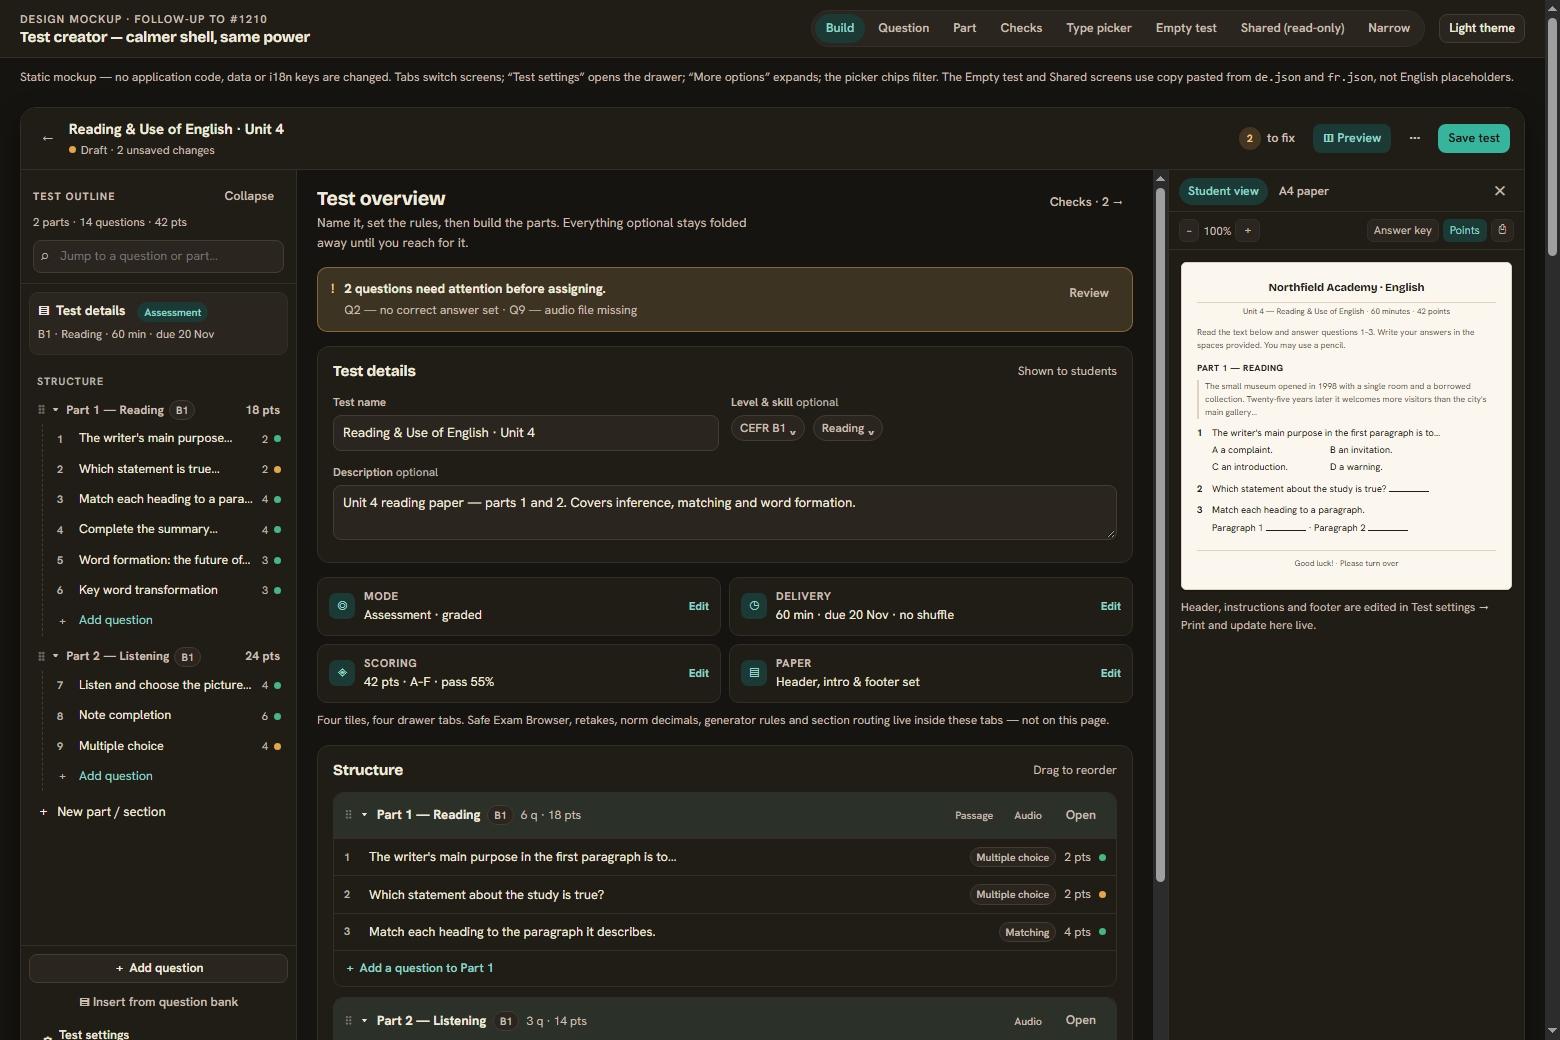 DESIGN MOCKUP · FOLLOW-UP TO #1210
Test creator — calmer shell, same power
Build
Question
Part
Checks
Type picker
Empty test
Shared (read-only)
Narrow
Light theme
Static mockup — no application code, data or i18n keys are changed. Tabs switch screens; “Test settings” opens the drawer; “More options” expands; the picker chips filter. The Empty test and Shared screens use copy pasted from de.json and fr.json, not English placeholders.
←
Reading & Use of English · Unit 4
Draft · 2 unsaved changes
2 to fix
Preview
···
Save test
TEST OUTLINE
Collapse
2 parts · 14 questions · 42 pts
Jump to a question or part...
Test details
Assessment
B1 · Reading · 60 min · due 20 Nov
STRUCTURE
Part 1 — Reading B1 18 pts
1 The writer's main purpose... 2
2 Which statement is true... 2
3 Match each heading to a para... 4
4 Complete the summary... 4
5 Word formation: the future of... 3
6 Key word transformation 3
+ Add question
Part 2 — Listening B1 24 pts
7 Listen and choose the picture... 4
8 Note completion 6
9 Multiple choice 4
+ Add question
+ New part / section
+ Add question
Insert from question bank
Test settings
Test overview
Name it, set the rules, then build the parts. Everything optional stays folded
away until you reach for it.
Checks · 2 →
! 2 questions need attention before assigning.
Q2 — no correct answer set · Q9 — audio file missing
Review
Test details
Shown to students
Test name
Reading & Use of English · Unit 4
Level & skill optional
CEFR B1
Reading
Description optional
Unit 4 reading paper — parts 1 and 2. Covers inference, matching and word formation.
MODE
Assessment · graded
Edit
DELIVERY
60 min · due 20 Nov · no shuffle
Edit
SCORING
42 pts · A–F · pass 55%
Edit
PAPER
Header, intro & footer set
Edit
Four tiles, four drawer tabs. Safe Exam Browser, retakes, norm decimals, generator rules and section routing live inside these tabs — not on this page.
Structure
Drag to reorder
Part 1 — Reading B1 6 q · 18 pts
Passage
Audio
Open
1 The writer's main purpose in the first paragraph is to... Multiple choice 2 pts
2 Which statement about the study is true? Multiple choice 2 pts
3 Match each heading to the paragraph it describes. Matching 4 pts
+ Add a question to Part 1
Part 2 — Listening B1 3 q · 14 pts
Audio
Open
Student view
A4 paper
✕
- 100% +
Answer key
Points
Northfield Academy · English
Unit 4 — Reading & Use of English · 60 minutes · 42 points
Read the text below and answer questions 1–3. Write your answers in the
spaces provided. You may use a pencil.
PART 1 — READING
The small museum opened in 1998 with a single room and a borrowed
collection. Twenty-five years later it welcomes more visitors than the city's
main gallery...
1 The writer's main purpose in the first paragraph is to...
A a complaint. B an invitation.
C an introduction. D a warning.
2 Which statement about the study is true? ________
3 Match each heading to a paragraph.
Paragraph 1 ________ · Paragraph 2 ________
Good luck! · Please turn over
Header, instructions and footer are edited in Test settings →
Print and update here live.